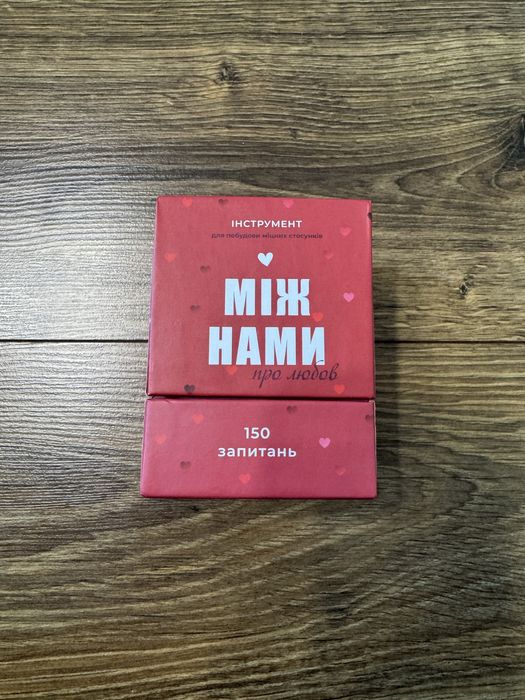 ІНСТРУМЕНТ
для побудови міцних стосунків
МІЖ
НАМИ
про любов
150
запитань